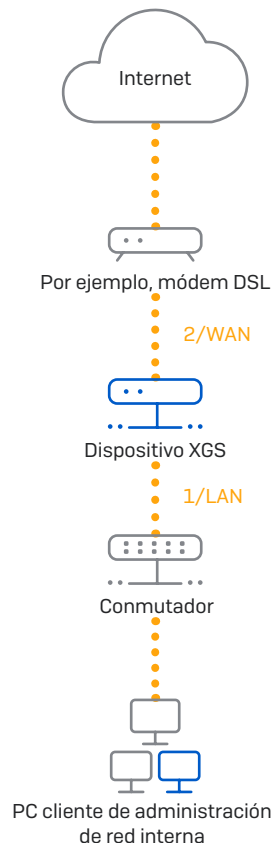 Internet
Por ejemplo, módem DSL
2/WAN
Dispositivo XGS
1/LAN
Conmutador
PC cliente de administración
de red interna